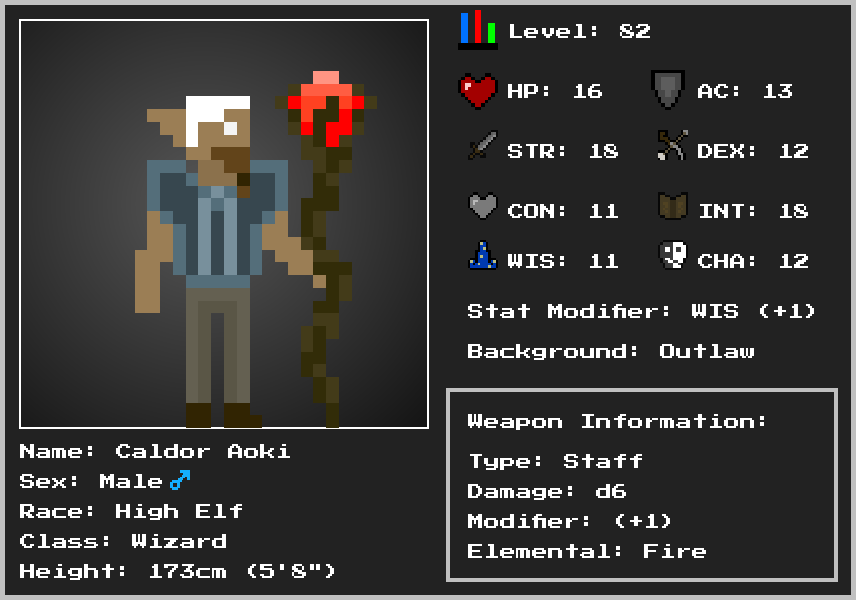 Level: 82
HP: 16 AC: 13
STR: 18 DEX: 12
CON: 11 INT: 18
WIS: 11 CHA: 12
Stat Modifier: WIS (+1)
Background: Outlaw
Weapon Information:
Type: Staff
Damage: d6
Modifier: (+1)
Elemental: Fire
Name: Caldor Aoki
Sex: Male ♂
Race: High Elf
Class: Wizard
Height: 173cm (5'8")